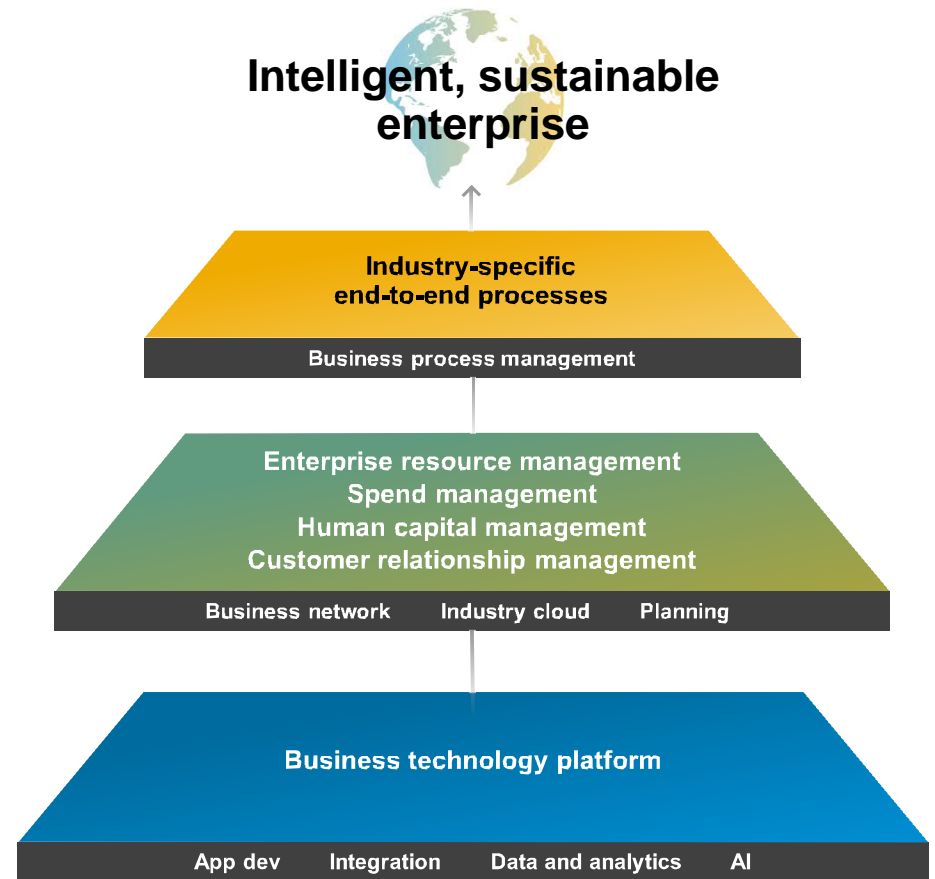 Intelligent, sustainable
enterprise
Industry-specific
end-to-end processes
Business process management
Enterprise resource management
Spend management
Human capital management
Customer relationship management
Business network Industry cloud Planning
Business technology platform
App dev Integration Data and analytics AI